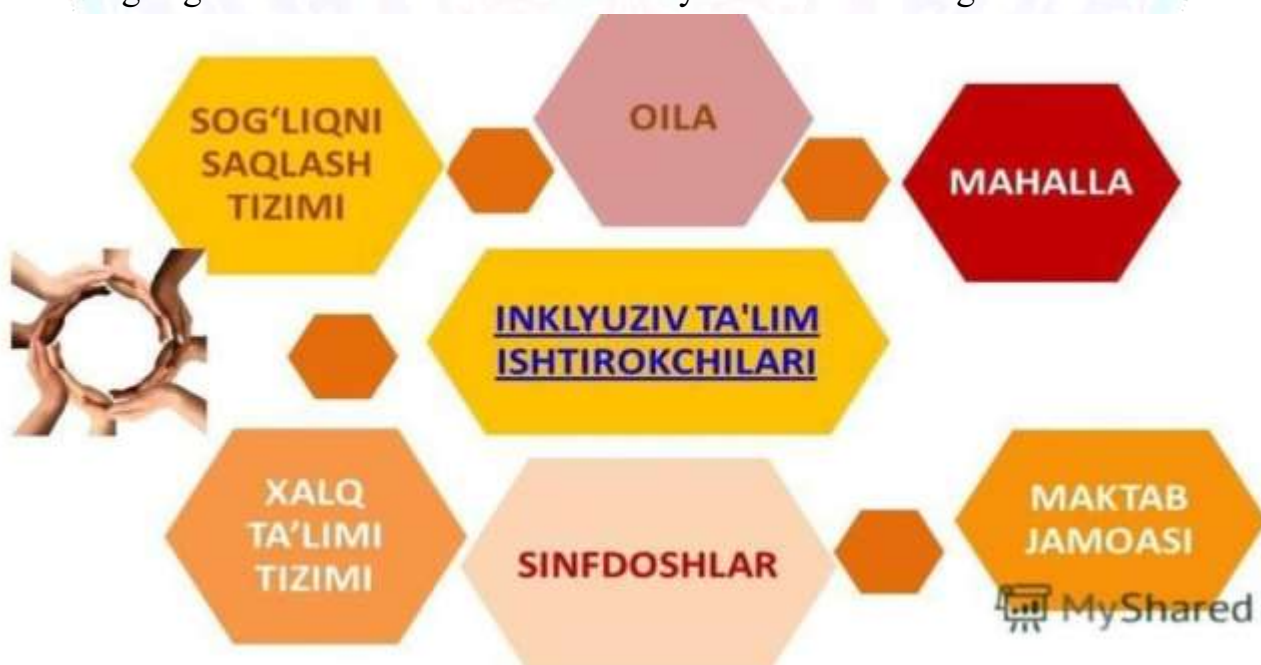 OILA
SOG‘LIQNI
SAQLASH
TIZIMI
MAHALLA
INKLYUZIV TA'LIM
ISHTIROKCHILARI
XALQ
TA’LIMI
TIZIMI
SINFDOSHLAR
MAKTAB
JAMOASI
MyShared